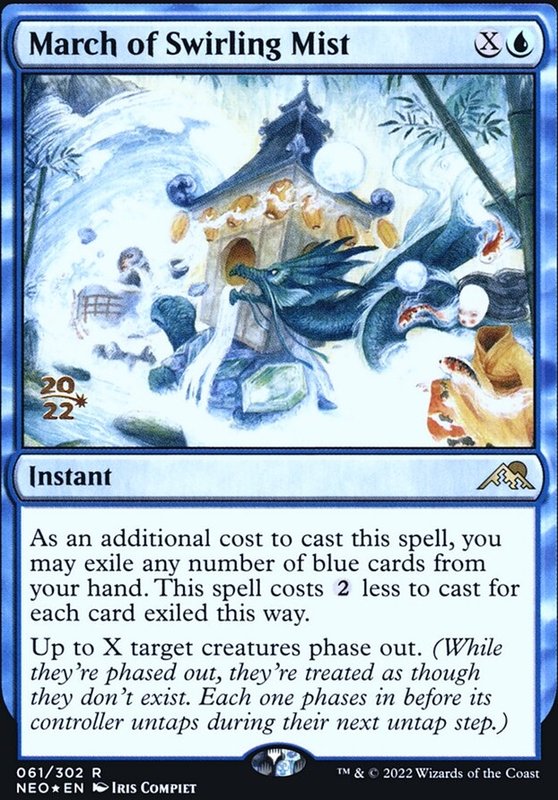 March of Swirling Mist X
20
22
Instant
As an additional cost to cast this spell, you
may exile any number of blue cards from
your hand. This spell costs 2 less to cast for
each card exiled this way.
Up to X target creatures phase out. (While
they're phased out, they're treated as though
they don't exist. Each one phases in before its
controller untaps during their next untap step.)
061/302 R
NEO★EN Iris Compiet
™ & © 2022 Wizards of the Coast